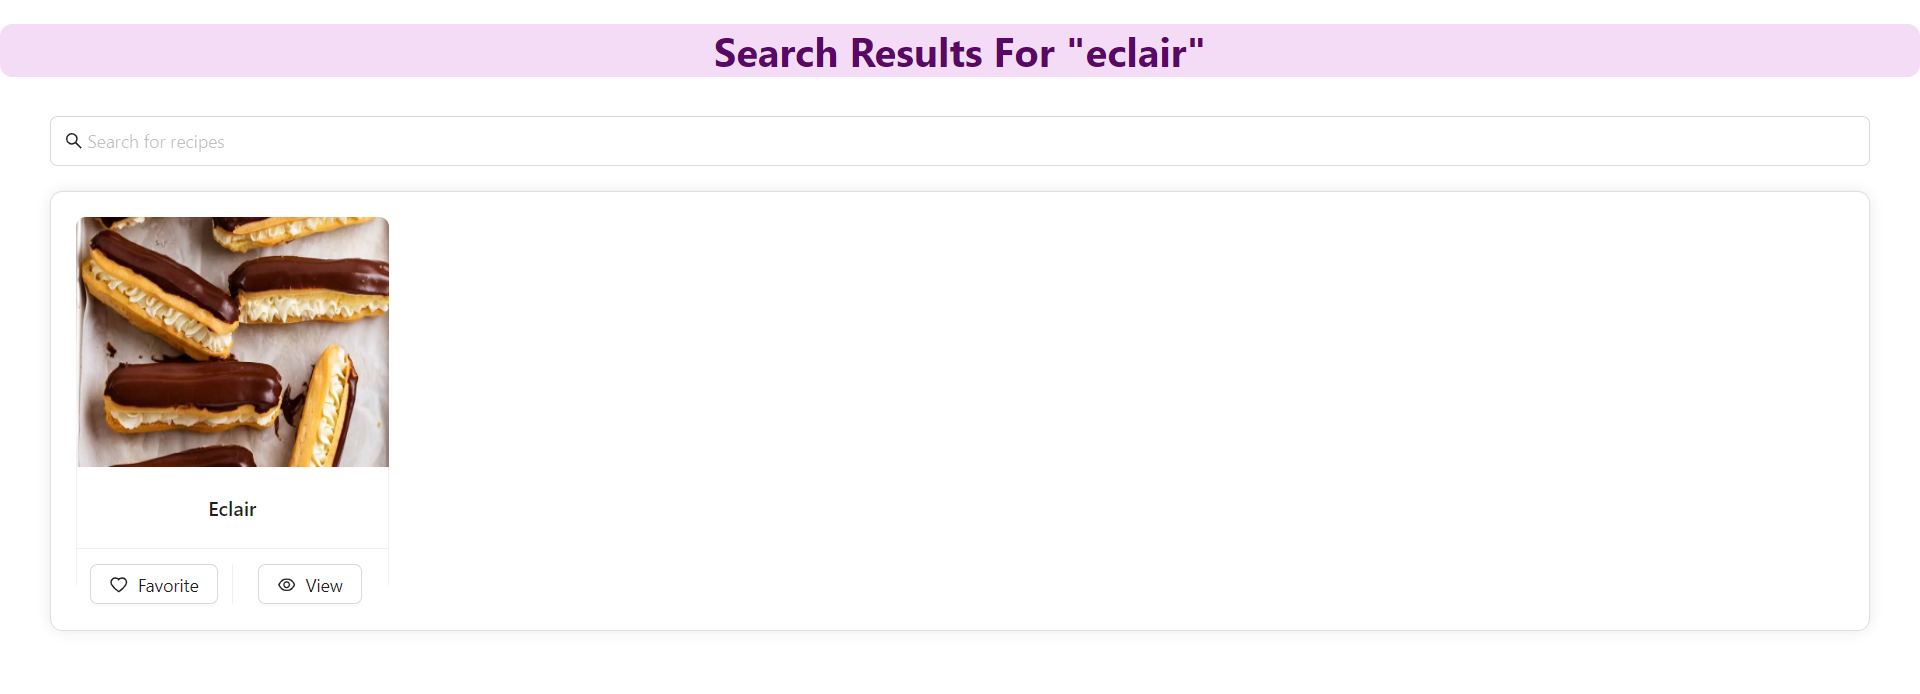 Search Results For "eclair"
Search for recipes
Eclair
Favorite
View